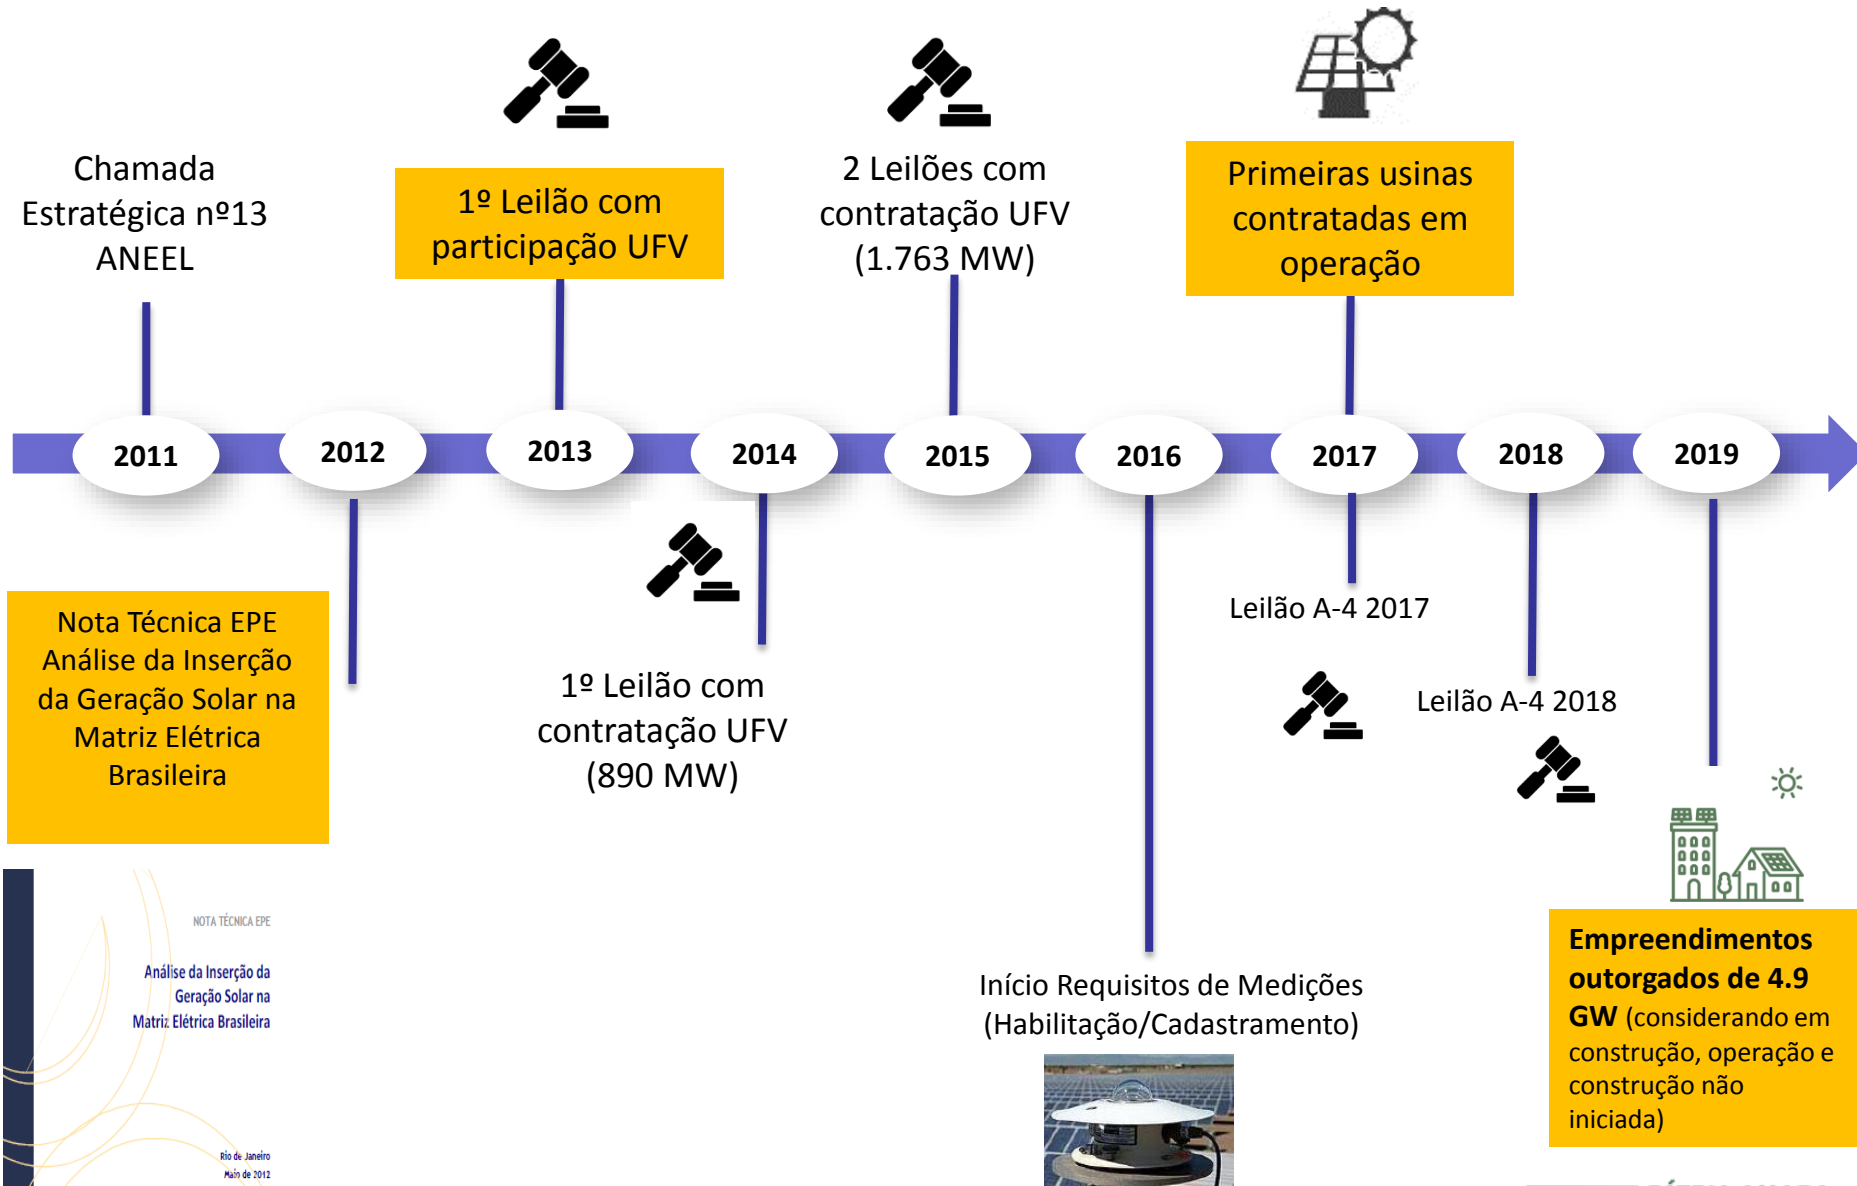 Chamada
Estratégica nº13
ANEEL
1º Leilão com
participação UFV
2 Leilões com
contratação UFV
(1.763 MW)
Primeiras usinas
contratadas em
operação
2011
2012
2013
2014
2015
2016
2017
2018
2019
Nota Técnica EPE
Análise da Inserção
da Geração Solar na
Matriz Elétrica
Brasileira
1º Leilão com
contratação UFV
(890 MW)
Leilão A-4 2017
Leilão A-4 2018
Início Requisitos de Medições
(Habilitação/Cadastramento)
Empreendimentos
outorgados de 4.9
GW (considerando em
construção, operação e
construção não
iniciada)
NOTA TÉCNICA EPE
Análise da Inserção da
Geração Solar na
Matriz Elétrica Brasileira
Rio de Janeiro
Maio de 2012